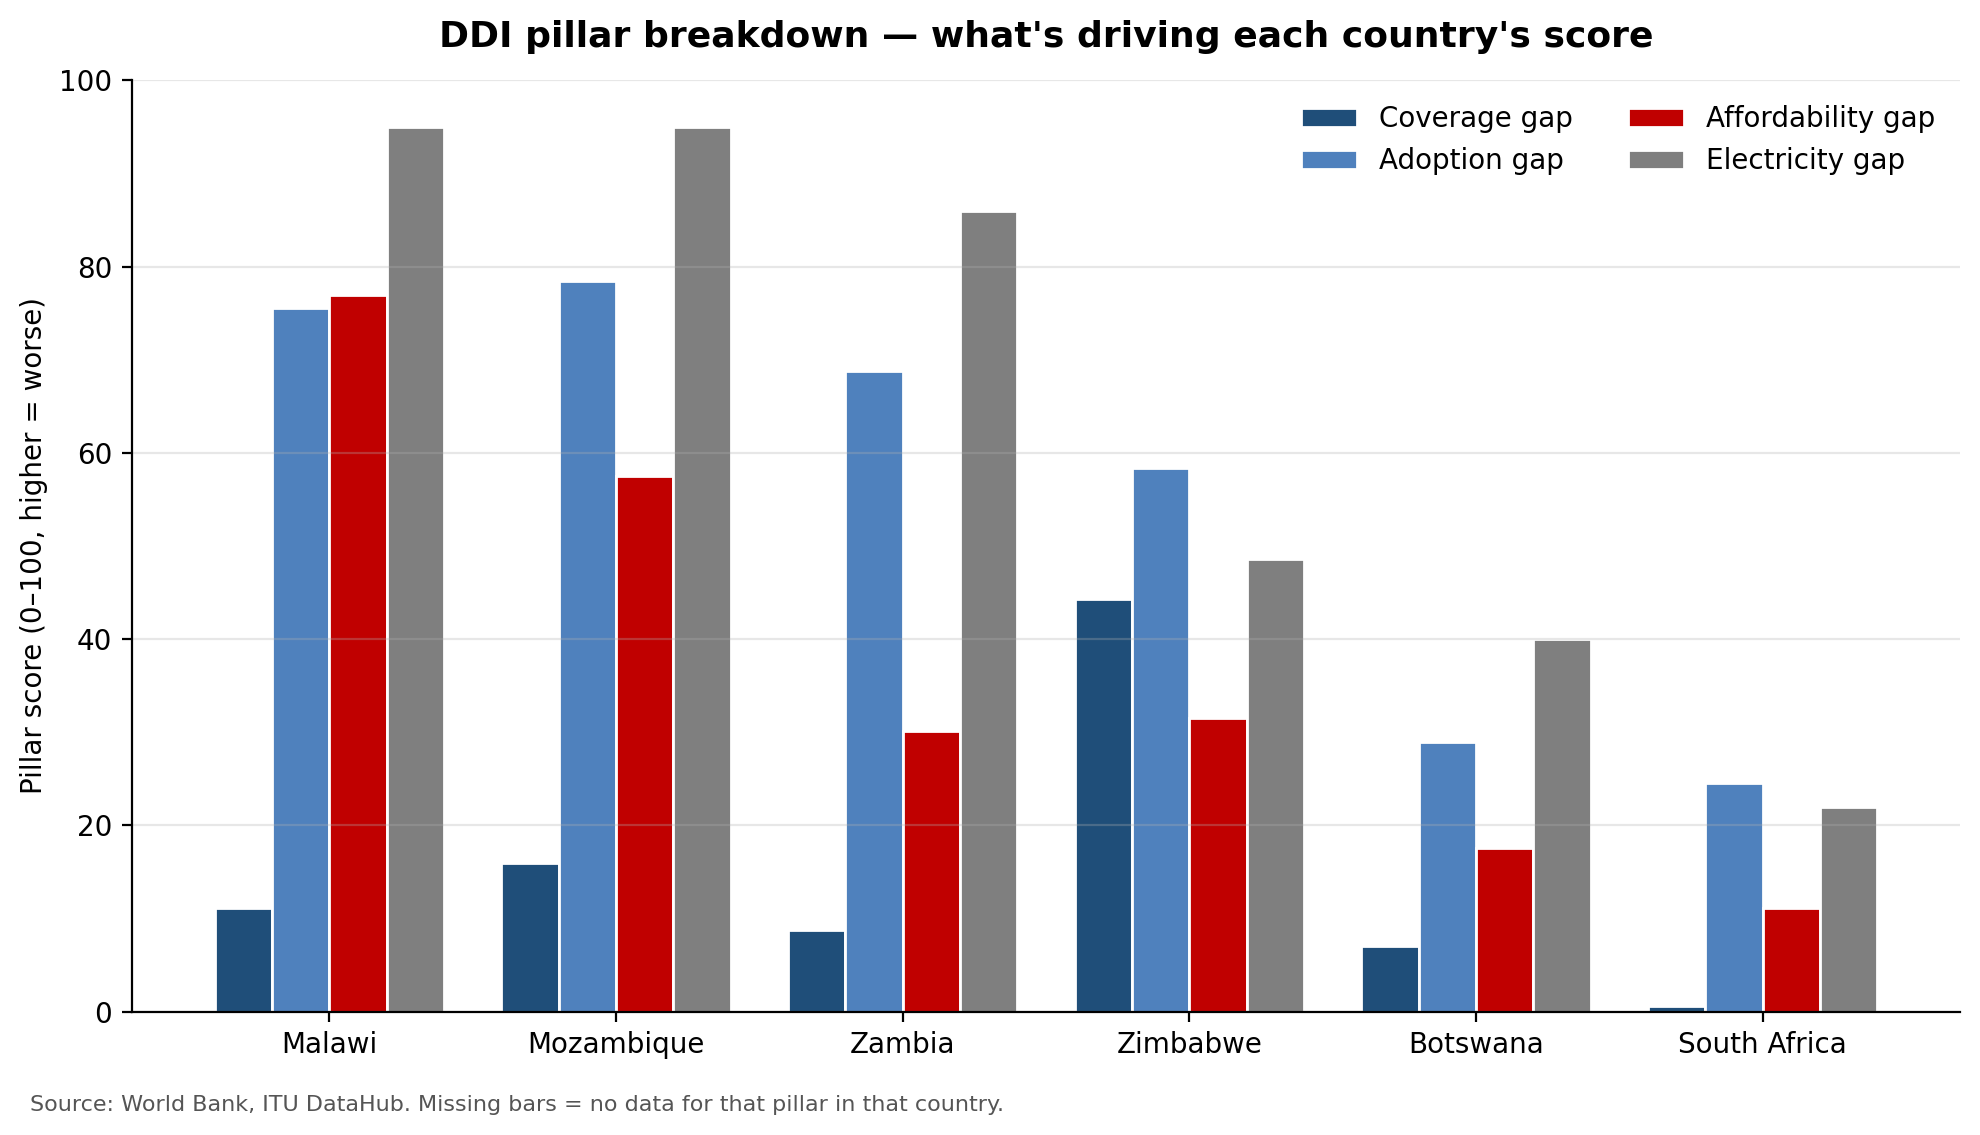 DDI pillar breakdown — what's driving each country's score
Pillar score (0–100, higher = worse)
100
80
60
40
20
0
Coverage gap
Adoption gap
Affordability gap
Electricity gap
Malawi
Mozambique
Zambia
Zimbabwe
Botswana
South Africa
Source: World Bank, ITU DataHub. Missing bars = no data for that pillar in that country.